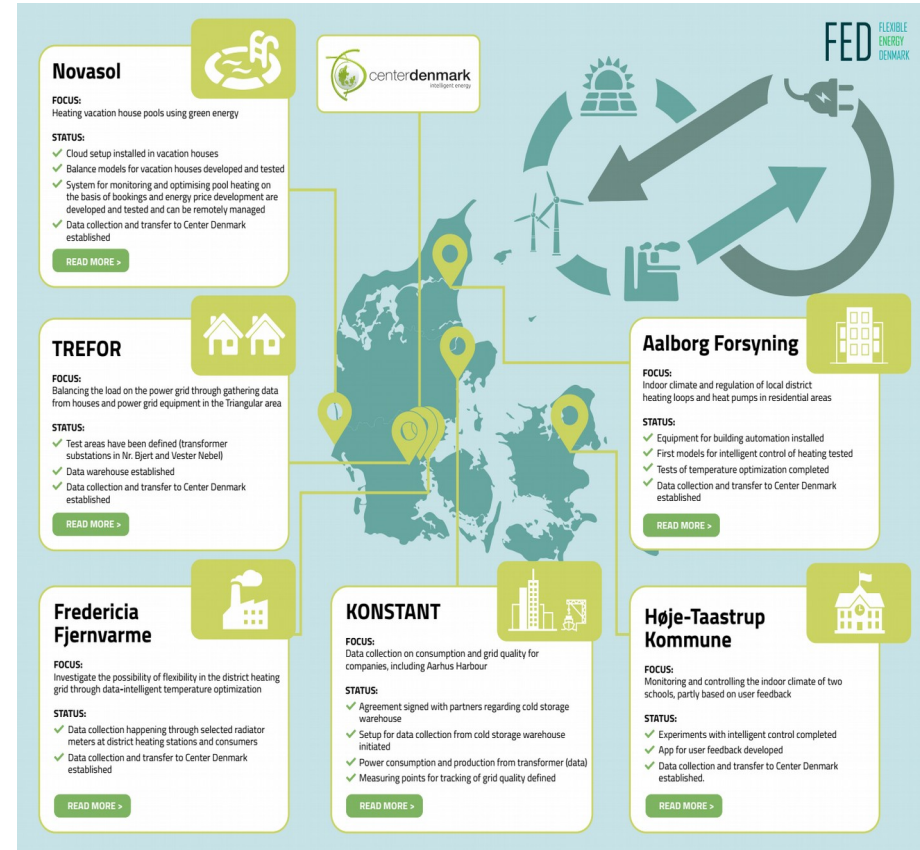 FED FLEXIBLE
ENERGY
DENMARK
centerdenmark
intelligent energy
Novasol
FOCUS:
Heating vacation house pools using green energy
STATUS:
Cloud setup installed in vacation houses
Balance models for vacation houses developed and tested
System for monitoring and optimising pool heating on
the basis of bookings and energy price development are
developed and tested and can be remotely managed
Data collection and transfer to Center Denmark
established
READ MORE >
TREFOR
FOCUS:
Balancing the load on the power grid through gathering data
from houses and power grid equipment in the Triangular area
STATUS:
Test areas have been defined (transformer
substations in Nr. Bjert and Vester Nebel)
Data warehouse established
Data collection and transfer to Center Denmark
established
READ MORE >
Aalborg Forsyning
FOCUS:
Indoor climate and regulation of local district
heating loops and heat pumps in residential areas
STATUS:
Equipment for building automation installed
First models for intelligent control of heating tested
Tests of temperature optimization completed
Data collection and transfer to Center Denmark
established
READ MORE >
Fredericia
Fjernvarme
FOCUS:
Investigate the possibility of flexibility in the district heating
grid through data-intelligent temperature optimization
STATUS:
Data collection happening through selected radiator
meters at district heating stations and consumers
Data collection and transfer to Center Denmark
established
READ MORE >
KONSTANT
FOCUS:
Data collection on consumption and grid quality for
companies, including Aarhus Harbour
STATUS:
Agreement signed with partners regarding cold storage
warehouse
Setup for data collection from cold storage warehouse
initiated
Power consumption and production from transformer (data)
Measuring points for tracking of grid quality defined
READ MORE >
Høje-Taastrup
Kommune
FOCUS:
Monitoring and controlling the indoor climate of two
schools, partly based on user feedback
STATUS:
Experiments with intelligent control completed
App for user feedback developed
Data collection and transfer to Center Denmark
established.
READ MORE >